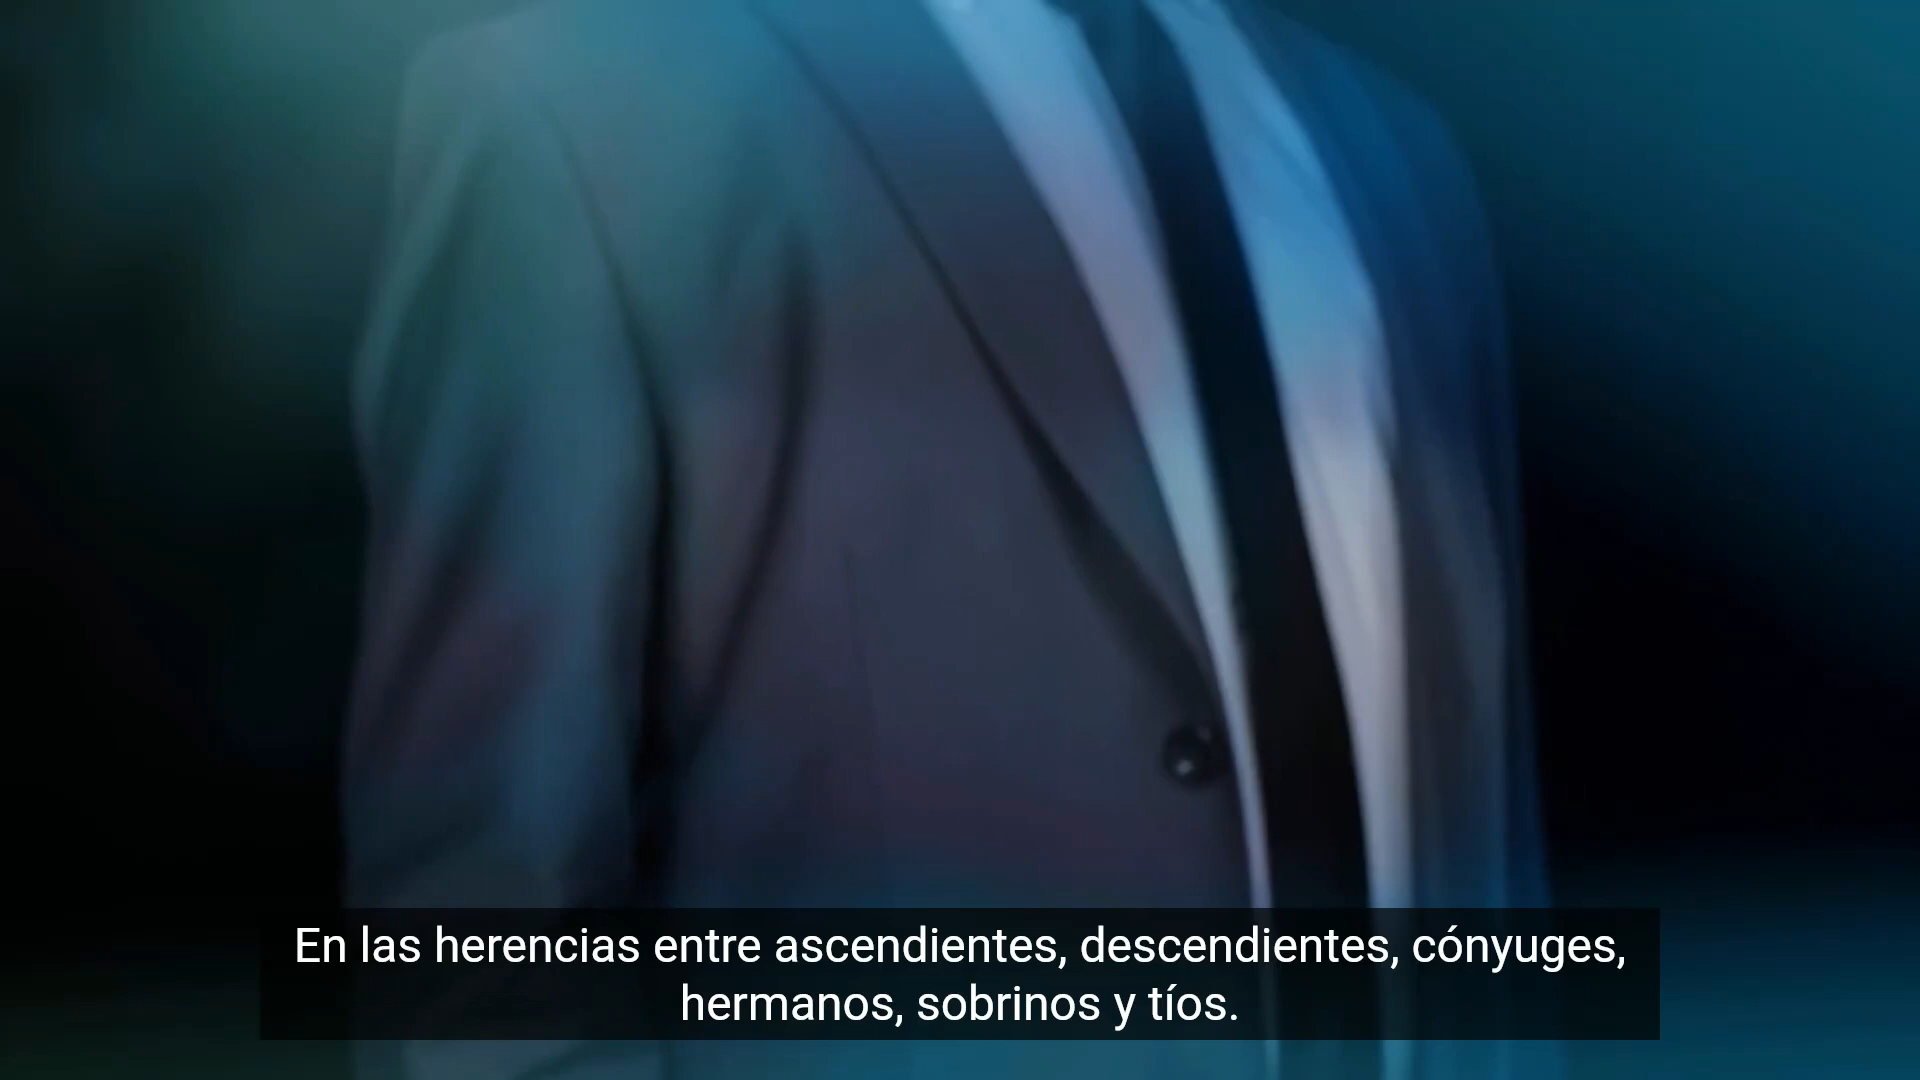 En las herencias entre ascendientes, descendientes, cónyuges,
hermanos, sobrinos y tíos.